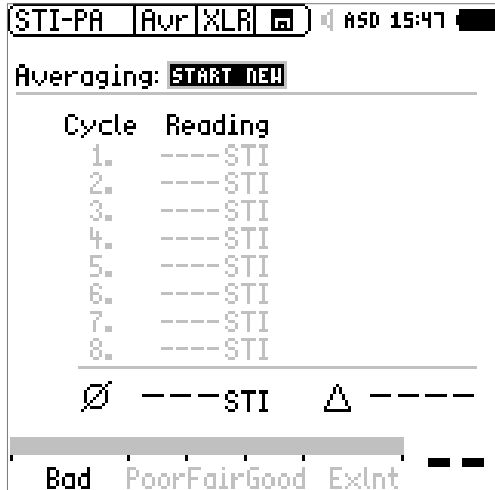 STI-PA Avr XLR ASD 15:47
Averaging: START NEW
Cycle Reading
1. ----STI
2. ----STI
3. ----STI
4. ----STI
5. ----STI
6. ----STI
7. ----STI
8. ----STI
Ø ---STI Δ ----
Bad Poor Fair Good Exlnt --